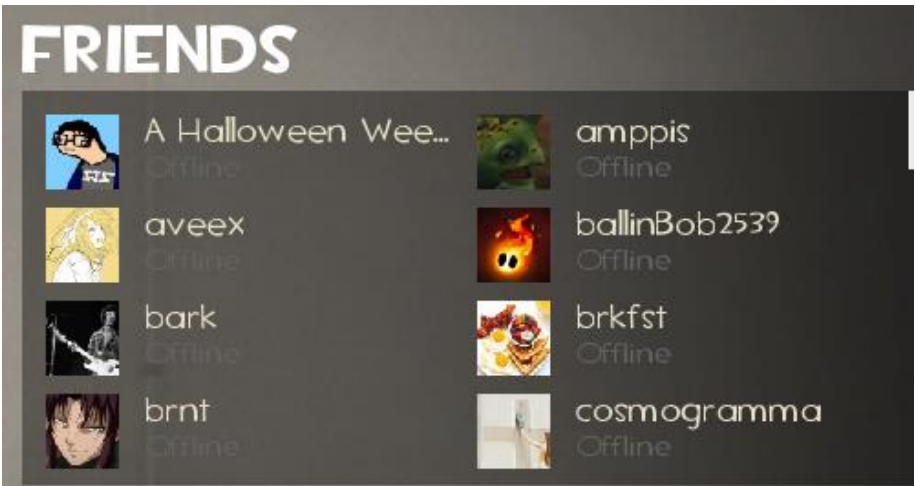 FRIENDS
A Halloween Wee...
Offline
amppis
Offline
aveex
Offline
ballinBob2539
Offline
bark
Offline
brkfst
Offline
brnt
Offline
cosmogramma
Offline